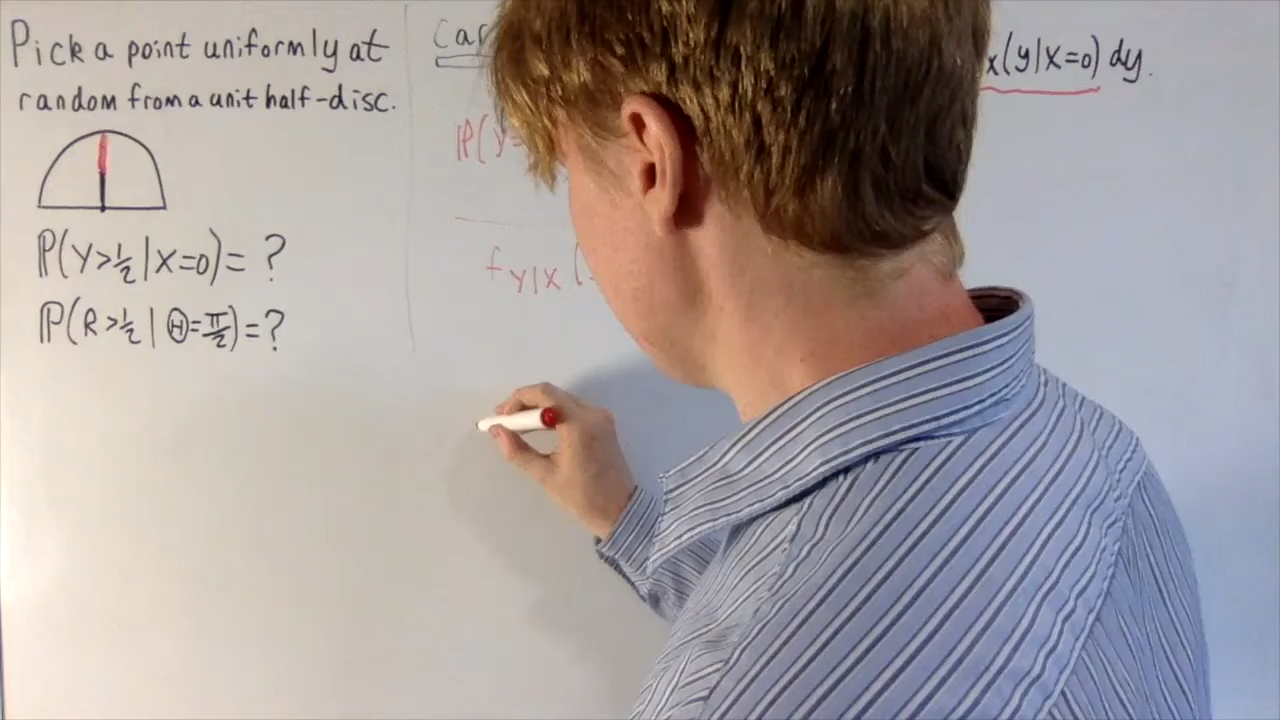 Pick a point uniformly at
random from a unit half-disc.
ℙ(Y>½|X=0)=?
ℙ(R>½|Θ=π/2)=?
Car
x(y|X=0) dy.
ℙ(Y
f Y|X (